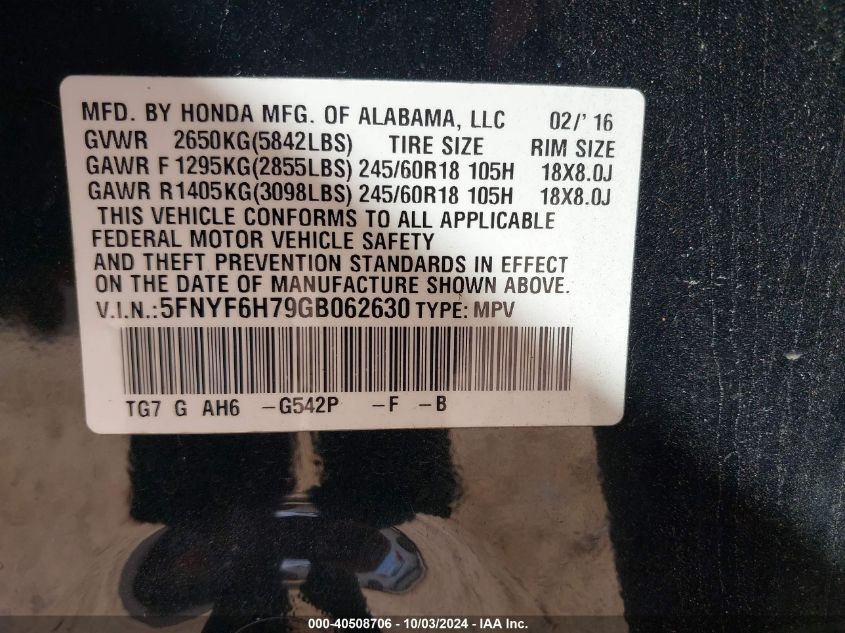 MFD. BY HONDA MFG. OF ALABAMA, LLC 02/' 16
GVWR 2650KG(5842LBS) TIRE SIZE RIM SIZE
GAWR F 1295KG(2855LBS) 245/60R18 105H 18X8.0J
GAWR R1405KG(3098LBS) 245/60R18 105H 18X8.0J
THIS VEHICLE CONFORMS TO ALL APPLICABLE
FEDERAL MOTOR VEHICLE SAFETY
AND THEFT PREVENTION STANDARDS IN EFFECT
ON THE DATE OF MANUFACTURE SHOWN ABOVE.
V.I.N.:5FNYF6H79GB062630 TYPE: MPV
TG7 G AH6 -G542P -F -B
000-40508706 - 10/03/2024 - IAA Inc.